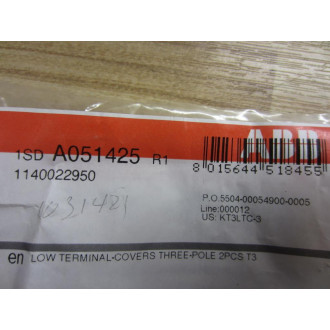 ABB
1SD A051425 R1
1140022950
8 015644 518455
P.O.5504-00054900-0005
Line:000012
US: KT3LTC-3
en LOW TERMINAL-COVERS THREE-POLE 2PCS T3